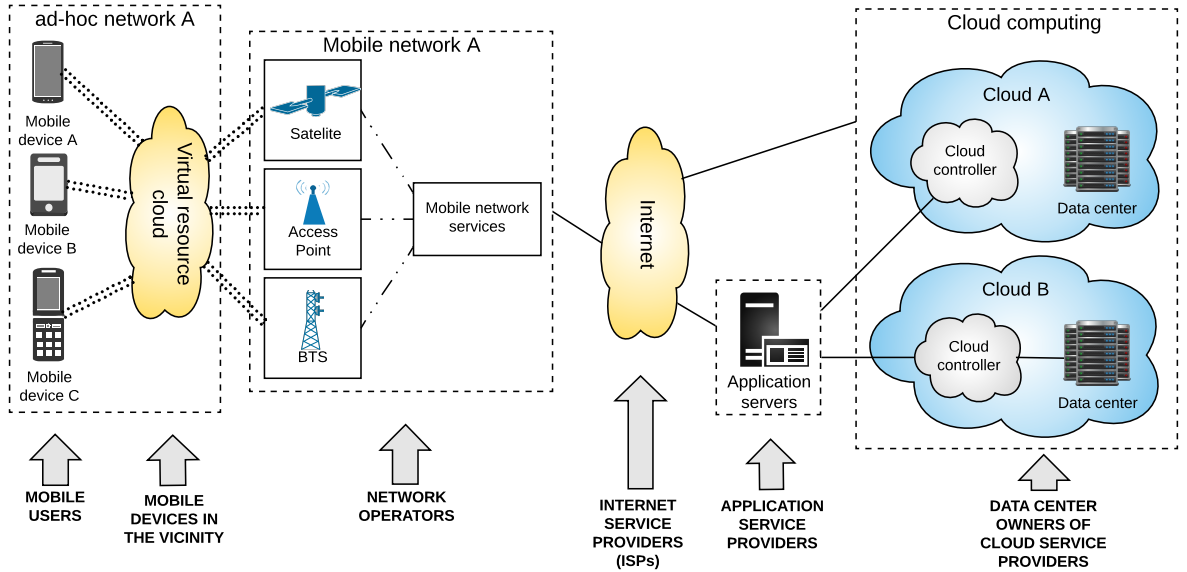 ad-hoc network A
Mobile
device A
Mobile
device B
Mobile
device C
Virtual resource
cloud
Mobile network A
Satelite
Access
Point
BTS
Mobile network
services
Internet
Application
servers
Cloud computing
Cloud A
Cloud
controller
Data center
Cloud B
Cloud
controller
Data center
MOBILE
USERS
MOBILE
DEVICES IN
THE VICINITY
NETWORK
OPERATORS
INTERNET
SERVICE
PROVIDERS
(ISPs)
APPLICATION
SERVICE
PROVIDERS
DATA CENTER
OWNERS OF
CLOUD SERVICE
PROVIDERS